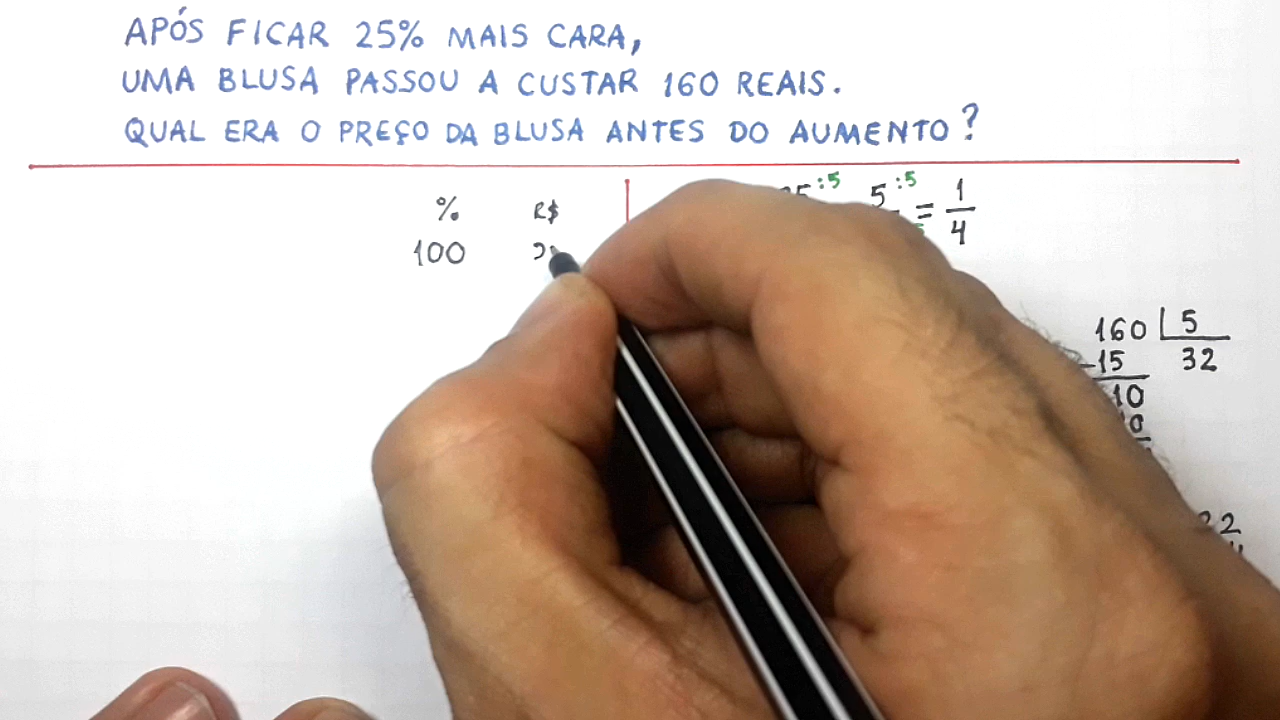 APÓS FICAR 25% MAIS CARA,
UMA BLUSA PASSOU A CUSTAR 160 REAIS.
QUAL ERA O PREÇO DA BLUSA ANTES DO AUMENTO?
% R$
100
:5 5 :5 = 1
4
160 5
-15 32
10